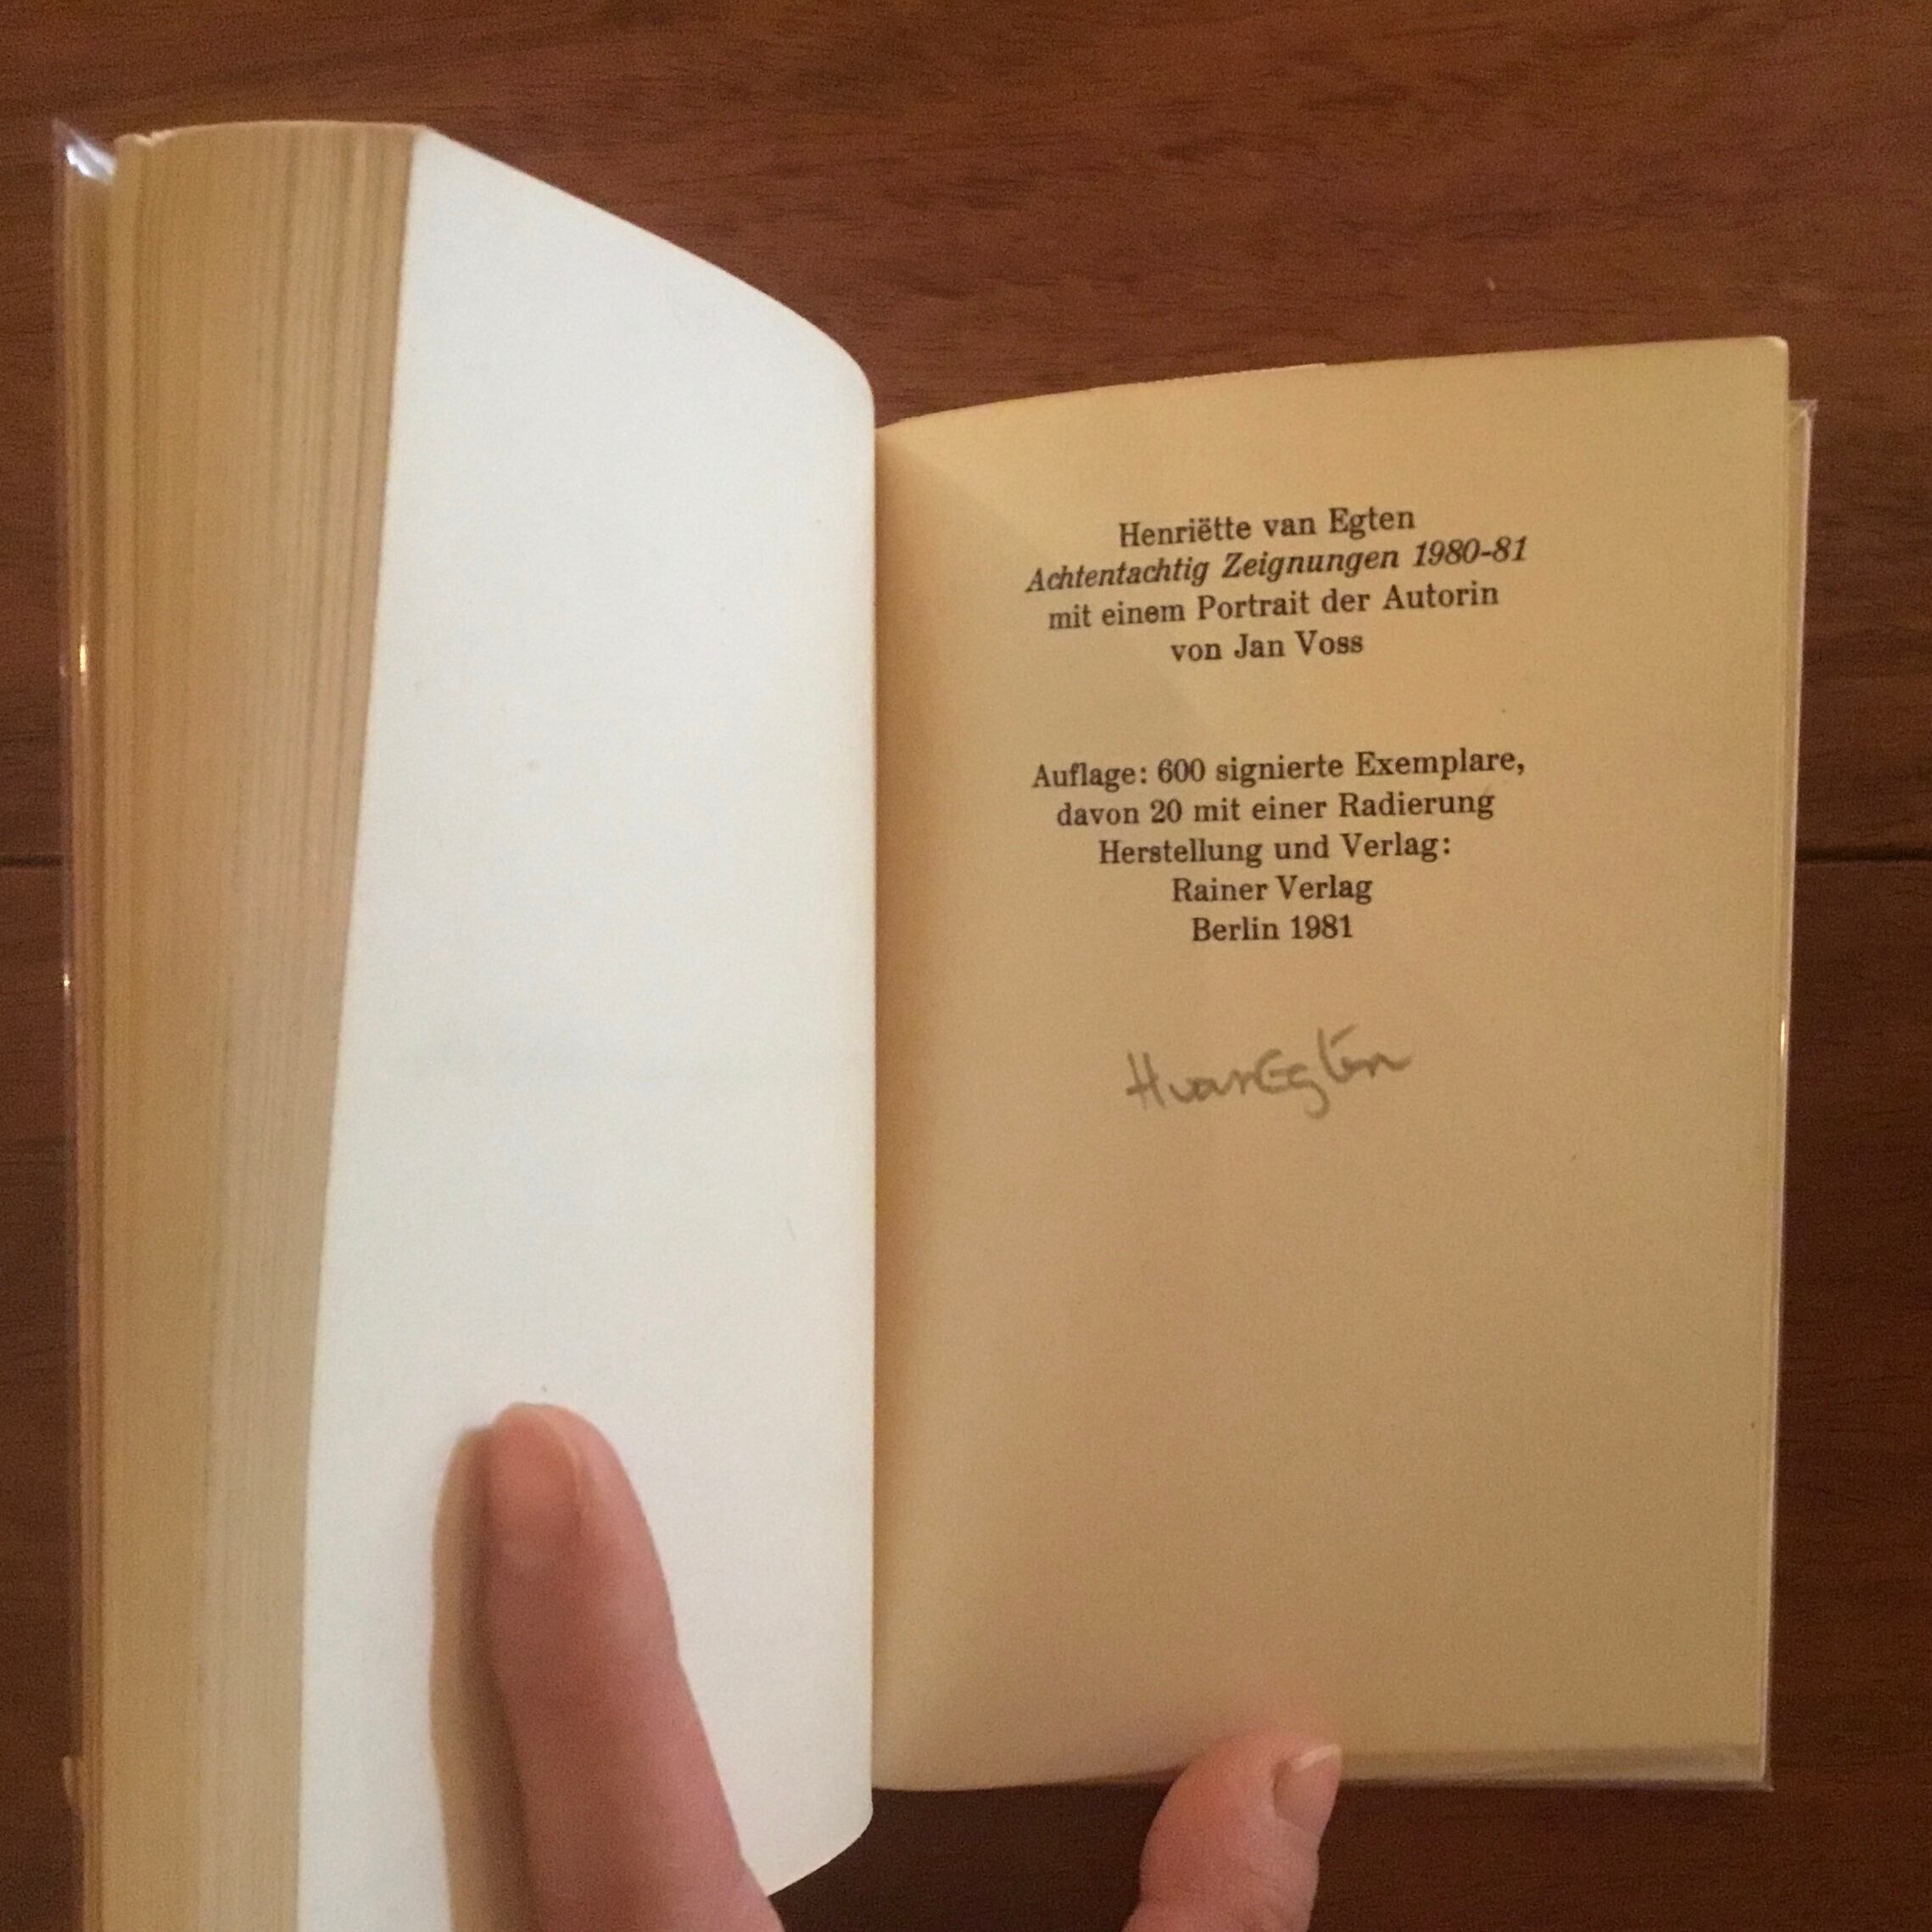 Henriëtte van Egten
Achtentachtig Zeignungen 1980-81
mit einem Portrait der Autorin
von Jan Voss
Auflage: 600 signierte Exemplare,
davon 20 mit einer Radierung
Herstellung und Verlag:
Rainer Verlag
Berlin 1981
HvanEgten